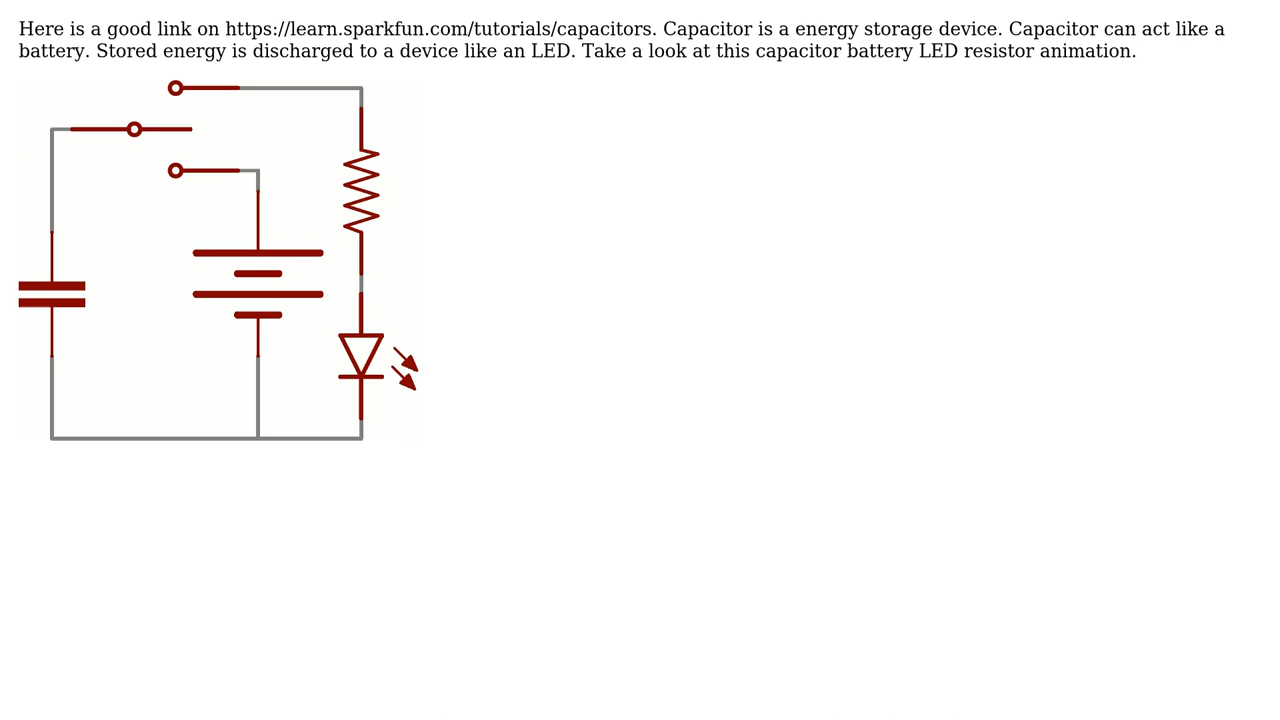 Here is a good link on https://learn.sparkfun.com/tutorials/capacitors. Capacitor is a energy storage device. Capacitor can act like a
battery. Stored energy is discharged to a device like an LED. Take a look at this capacitor battery LED resistor animation.